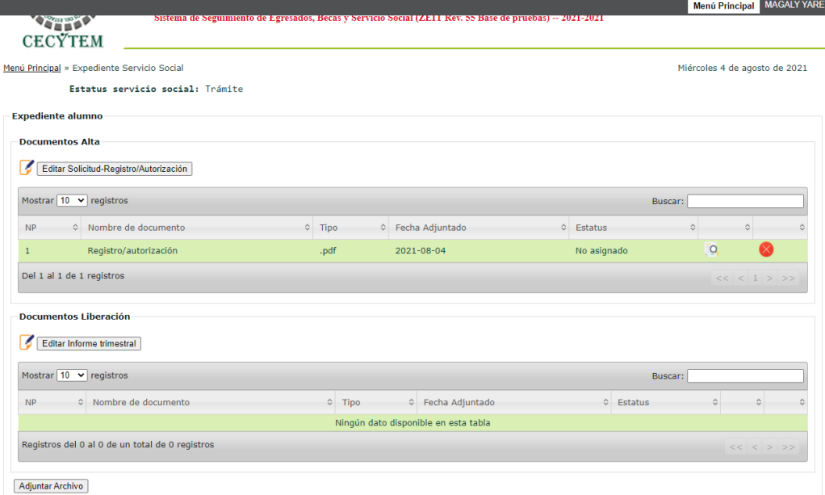 Menú Principal MAGALY YARE
Sistema de Seguimiento de Egresados, Becas y Servicio Social (ZEIT Rev. 55 Base de pruebas) -- 2021-2021
CECYTEM
Menú Principal » Expediente Servicio Social Miércoles 4 de agosto de 2021
Estatus servicio social: Trámite
Expediente alumno
Documentos Alta
Editar Solicitud-Registro/Autorización
Mostrar 10 registros Buscar:
NP Nombre de documento Tipo Fecha Adjuntado Estatus
1 Registro/autorización .pdf 2021-08-04 No asignado
Del 1 al 1 de 1 registros << < 1 > >>
Documentos Liberación
Editar Informe trimestral
Mostrar 10 registros Buscar:
NP Nombre de documento Tipo Fecha Adjuntado Estatus
Ningún dato disponible en esta tabla
Registros del 0 al 0 de un total de 0 registros << < > >>
Adjuntar Archivo